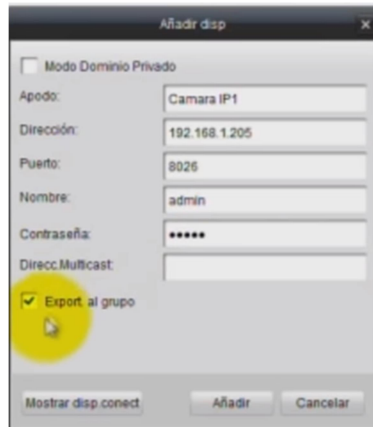 Añadir disp
x
Modo Dominio Privado
Apodo: Camara IP1
Dirección: 192.168.1.205
Puerto: 8026
Nombre: admin
Contraseña: •••••
Direcc.Multicast:
Export. al grupo
Mostrar disp.conect Añadir Cancelar